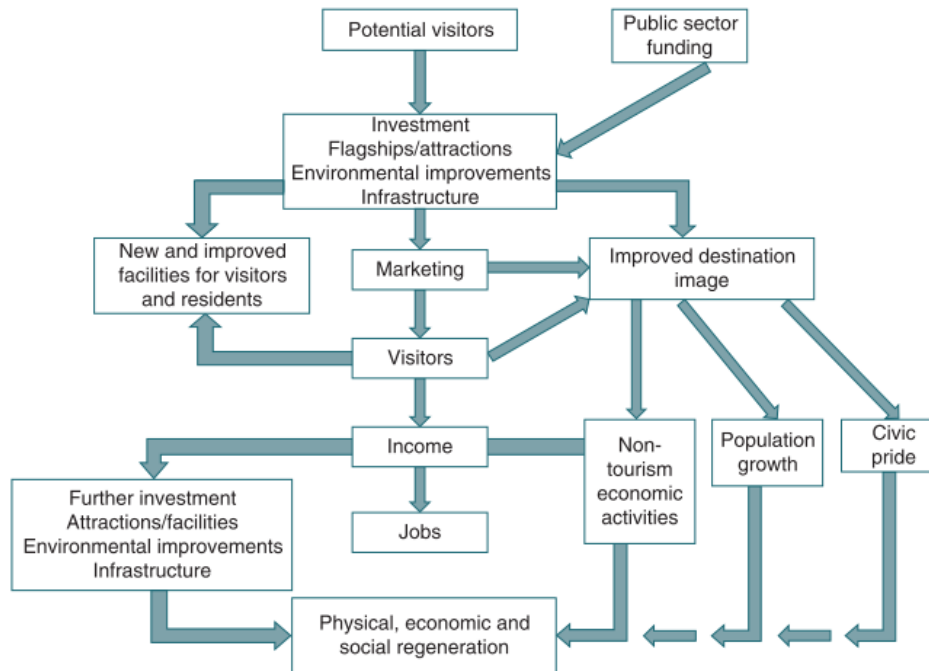 Potential visitors
Public sector
funding
Investment
Flagships/attractions
Environmental improvements
Infrastructure
New and improved
facilities for visitors
and residents
Marketing
Improved destination
image
Visitors
Income
Non-
tourism
economic
activities
Population
growth
Civic
pride
Further investment
Attractions/facilities
Environmental improvements
Infrastructure
Jobs
Physical, economic and
social regeneration